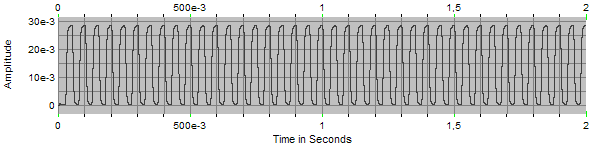 0 500e-3 1 1,5 2
30e-3
20e-3
10e-3
0
Amplitude
0 500e-3 1 1,5 2
Time in Seconds